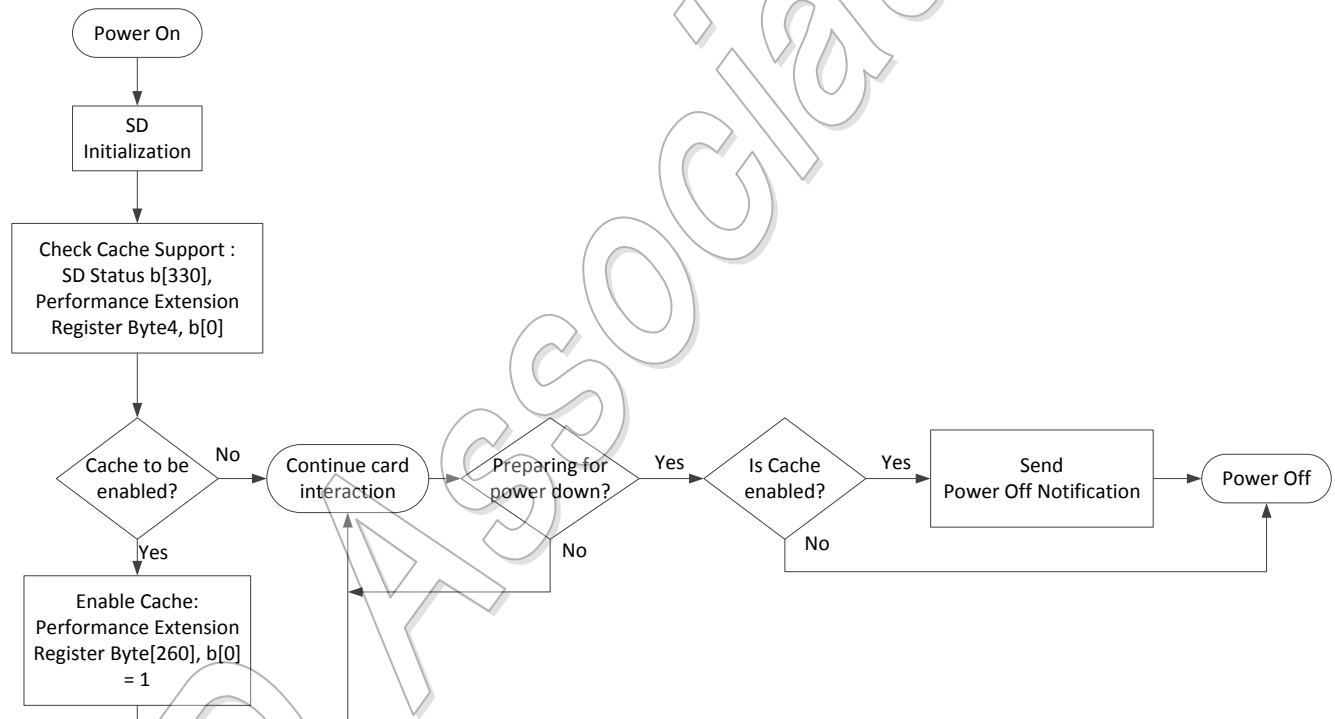 Power On
SD
Initialization
Check Cache Support :
SD Status b[330],
Performance Extension
Register Byte4, b[0]
Cache to be
enabled?
No
Yes
Continue card
interaction
Preparing for
power down?
Yes
No
Is Cache
enabled?
Yes
No
Send
Power Off Notification
Power Off
Enable Cache:
Performance Extension
Register Byte[260], b[0]
= 1